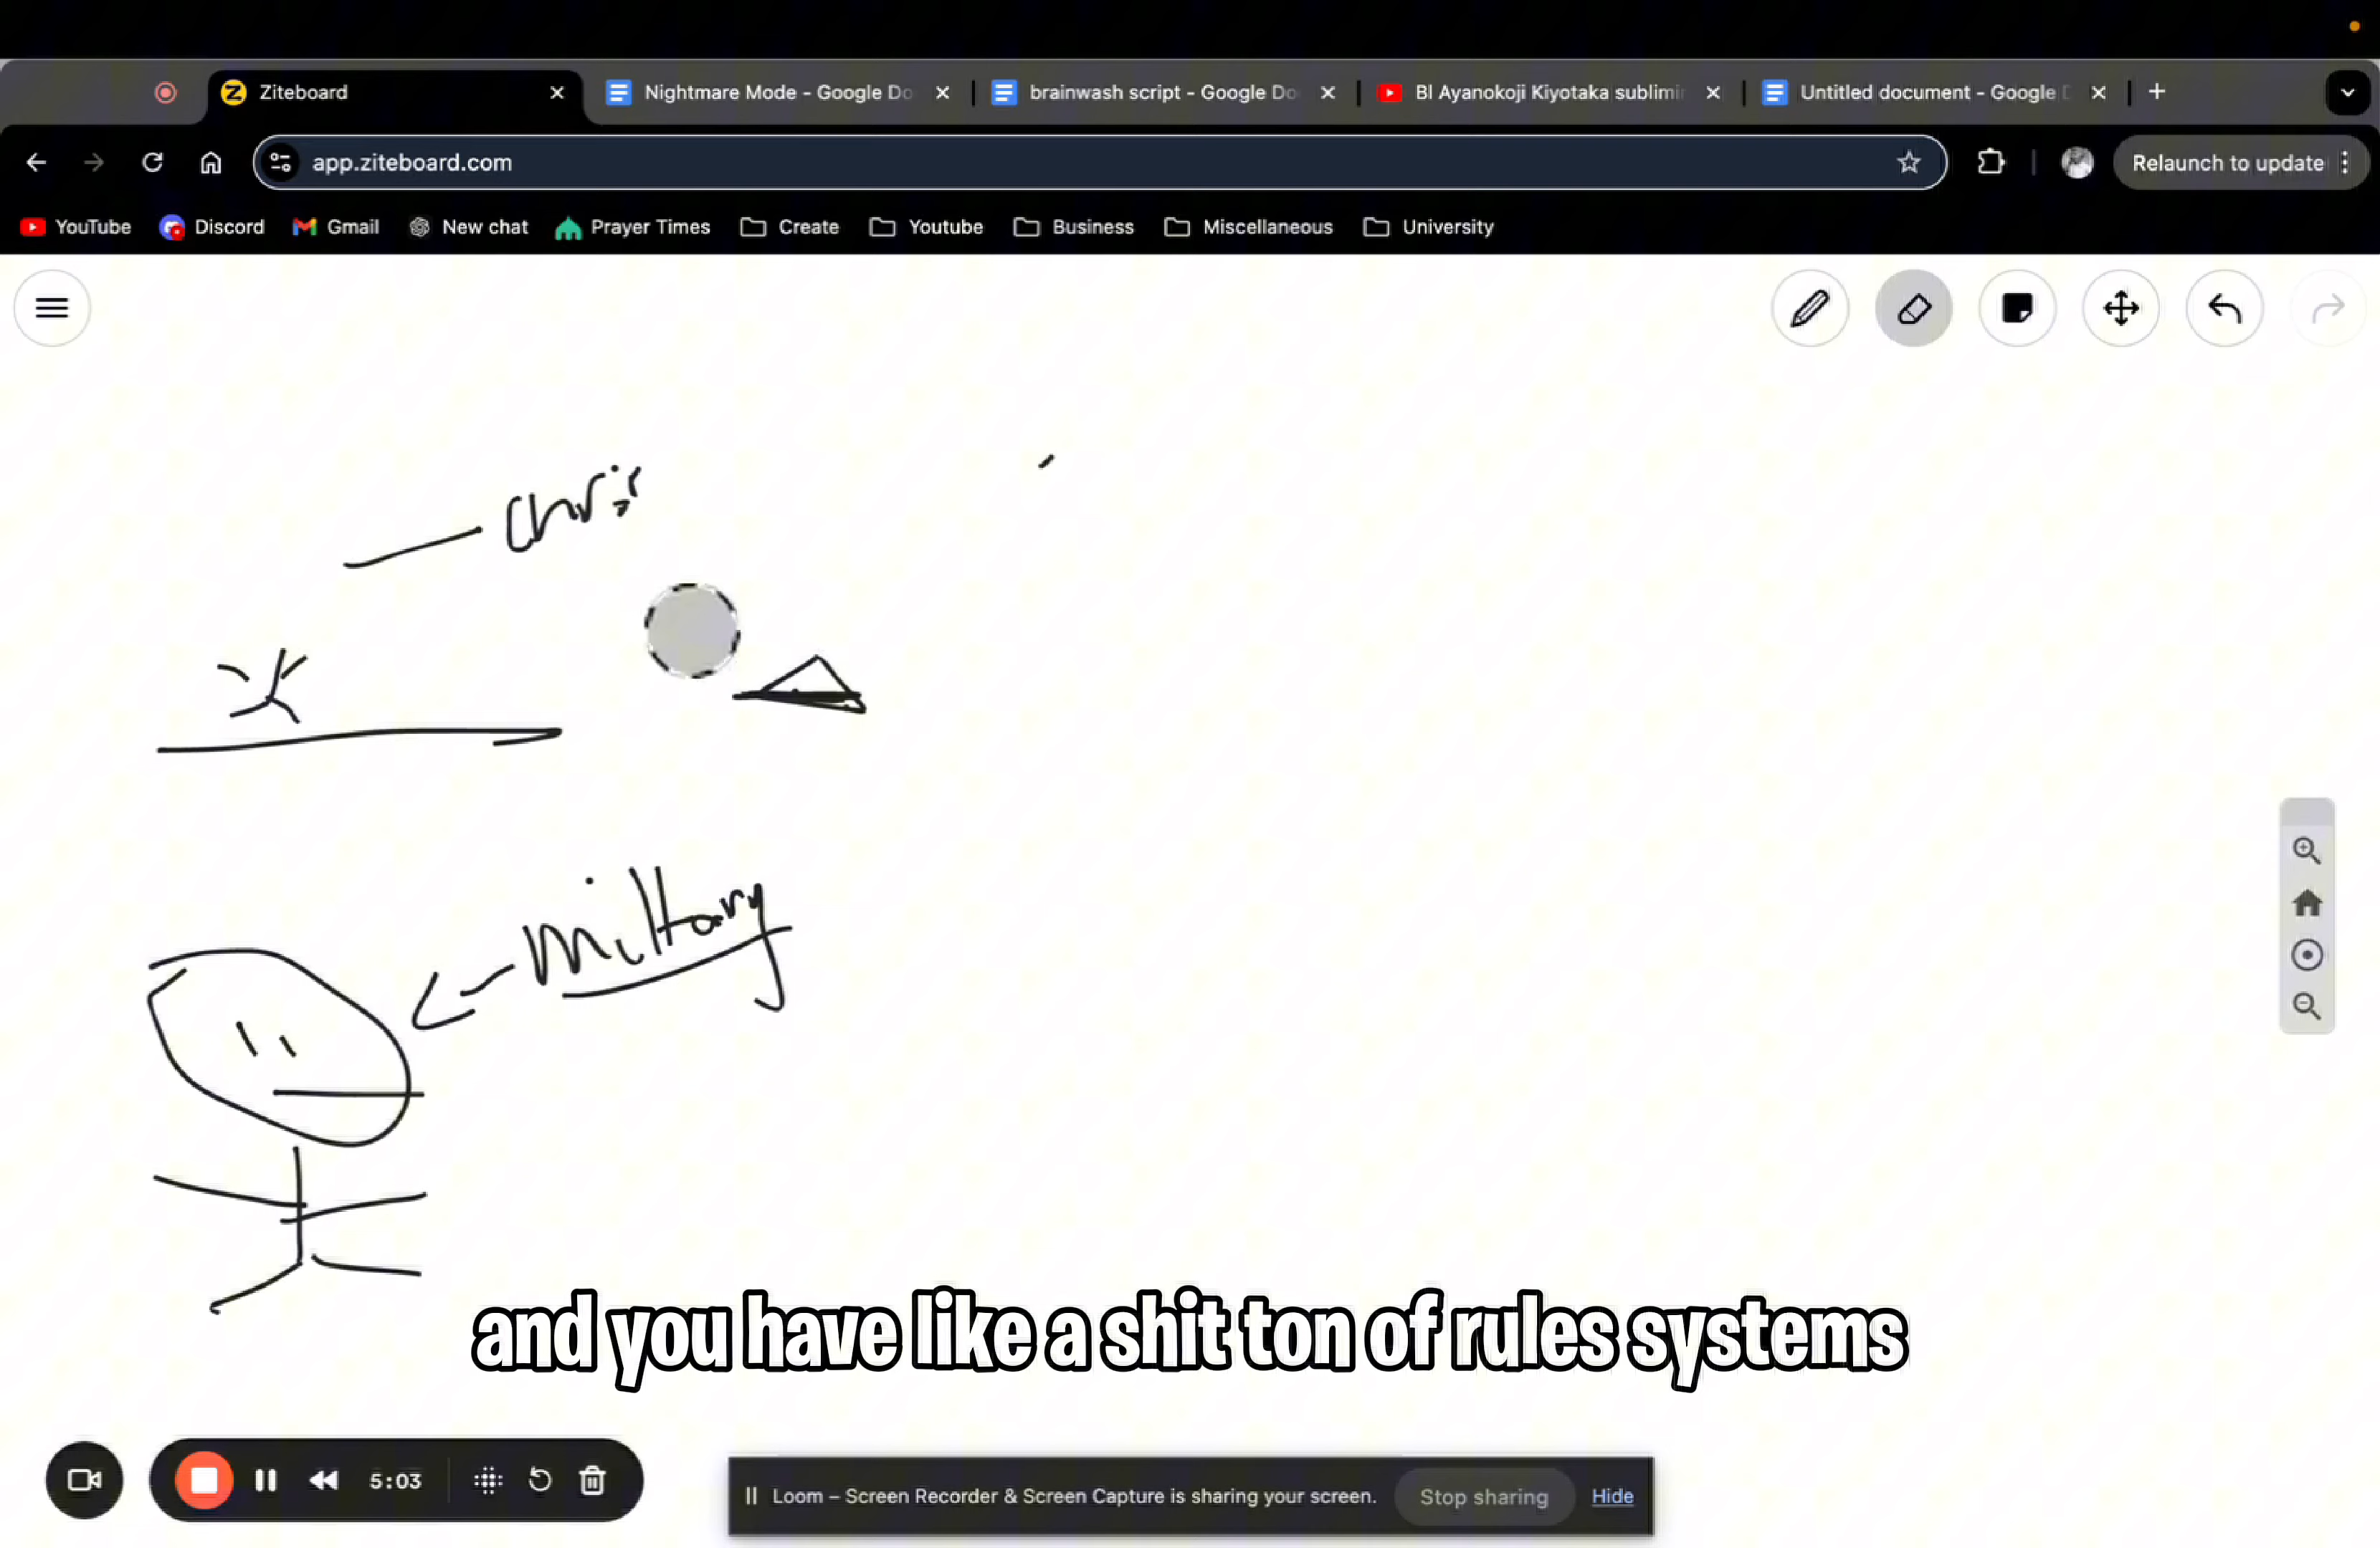 Ziteboard
Nightmare Mode - Google Do
brainwash script - Google Do
BI Ayanokoji Kiyotaka sublimin
Untitled document - Google D
app.ziteboard.com
Relaunch to update
YouTube
Discord
Gmail
New chat
Prayer Times
Create
Youtube
Business
Miscellaneous
University
Chris
military
and you have like a shit ton of rules systems
5:03
Loom – Screen Recorder & Screen Capture is sharing your screen.
Stop sharing
Hide